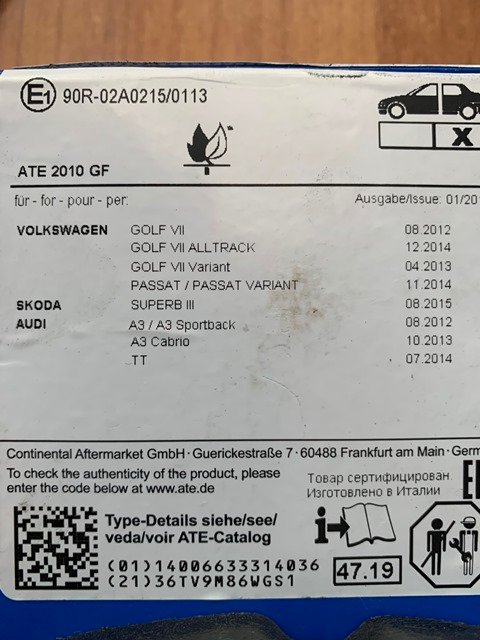 E1 90R-02A0215/0113
X
ATE 2010 GF
für - for - pour - per: Ausgabe/Issue: 01/201
VOLKSWAGEN GOLF VII 08.2012
GOLF VII ALLTRACK 12.2014
GOLF VII Variant 04.2013
PASSAT / PASSAT VARIANT 11.2014
SKODA SUPERB III 08.2015
AUDI A3 / A3 Sportback 08.2012
A3 Cabrio 10.2013
TT 07.2014
Continental Aftermarket GmbH · Guerickestraße 7 · 60488 Frankfurt am Main · Germ
To check the authenticity of the product, please
enter the code below at www.ate.de
Товар сертифицирован.
Изготовлено в Италии
Type-Details siehe/see/
veda/voir ATE-Catalog
(01)14006633314036
(21)36TV9M86WGS1
i
47.19